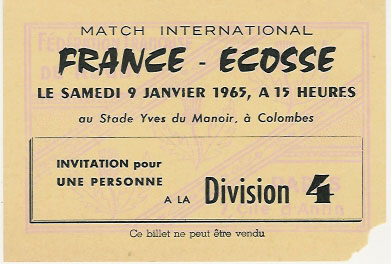 MATCH INTERNATIONAL
FRANCE - ECOSSE
LE SAMEDI 9 JANVIER 1965, A 15 HEURES
au Stade Yves du Manoir, à Colombes
INVITATION pour
UNE PERSONNE
A LA Division 4
Ce billet ne peut être vendu